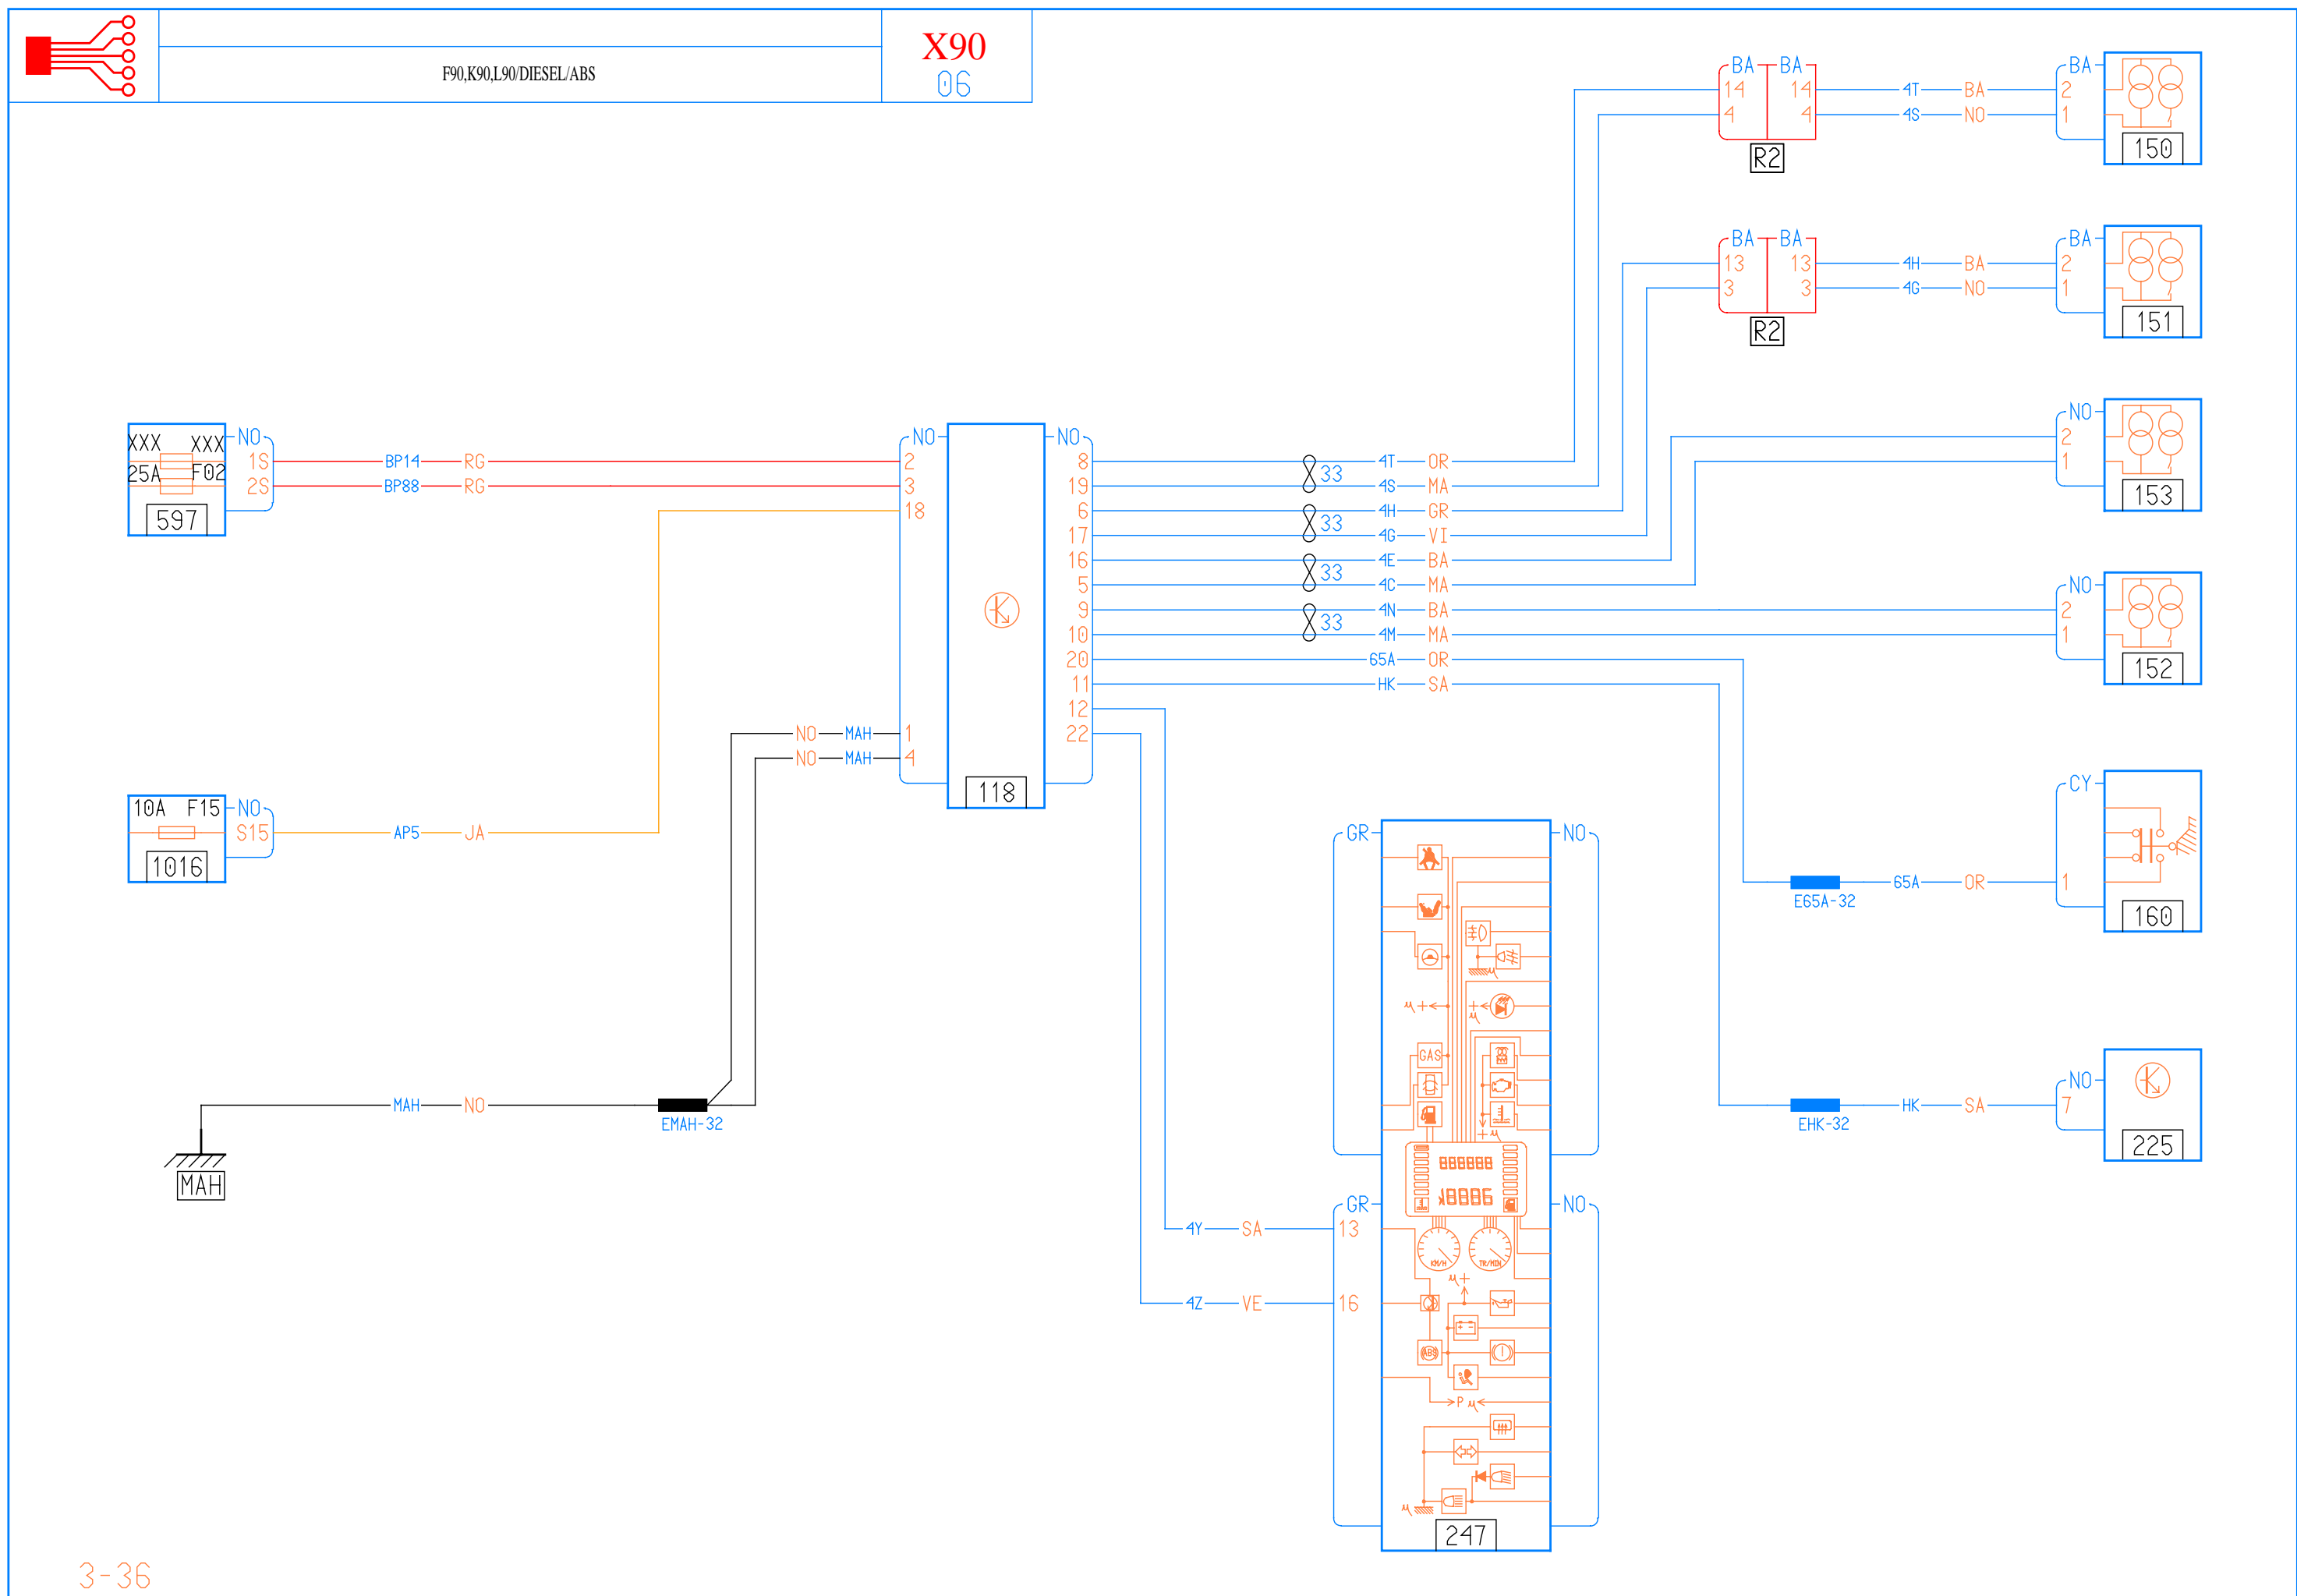 X90
F90,K90,L90/DIESEL/ABS
06
BA BA
14 14 4T BA
4 4 4S NO
R2
BA
2
1
150
BA BA
13 13 4H BA
3 3 4G NO
R2
BA
2
1
151
NO
2
1
153
NO
2
1
152
XXX XXX NO
25A F02
1S BP14 RG 2
2S BP88 RG 3
597
18
NO NO
8 4T OR
33
19 4S MA
6 4H GR
33
17 4G VI
16 4E BA
33
5 4C MA
9 4N BA
33
10 4M MA
20 65A OR
11 HK SA
12
22
NO MAH 1
NO MAH 4
118
10A F15 NO
S15 AP5 JA
1016
CY
E65A-32
65A OR 1
160
MAH NO
EMAH-32
MAH
NO
EHK-32
HK SA 7
225
GR NO
μ +
+
μ
GAS
+ μ
GR NO
4Y SA 13
KM/H TR/MIN
μ +
4Z VE 16
ABS
P μ
μ
247
3-36